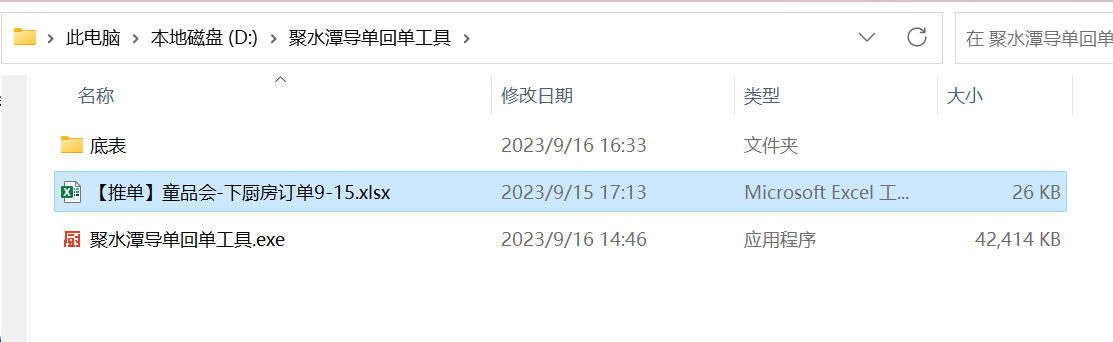 此电脑 本地磁盘 (D:) 聚水潭导单回单工具 在 聚水潭导单回单
名称 修改日期 类型 大小
底表 2023/9/16 16:33 文件夹
【推单】童品会-下厨房订单9-15.xlsx 2023/9/15 17:13 Microsoft Excel 工... 26 KB
聚水潭导单回单工具.exe 2023/9/16 14:46 应用程序 42,414 KB